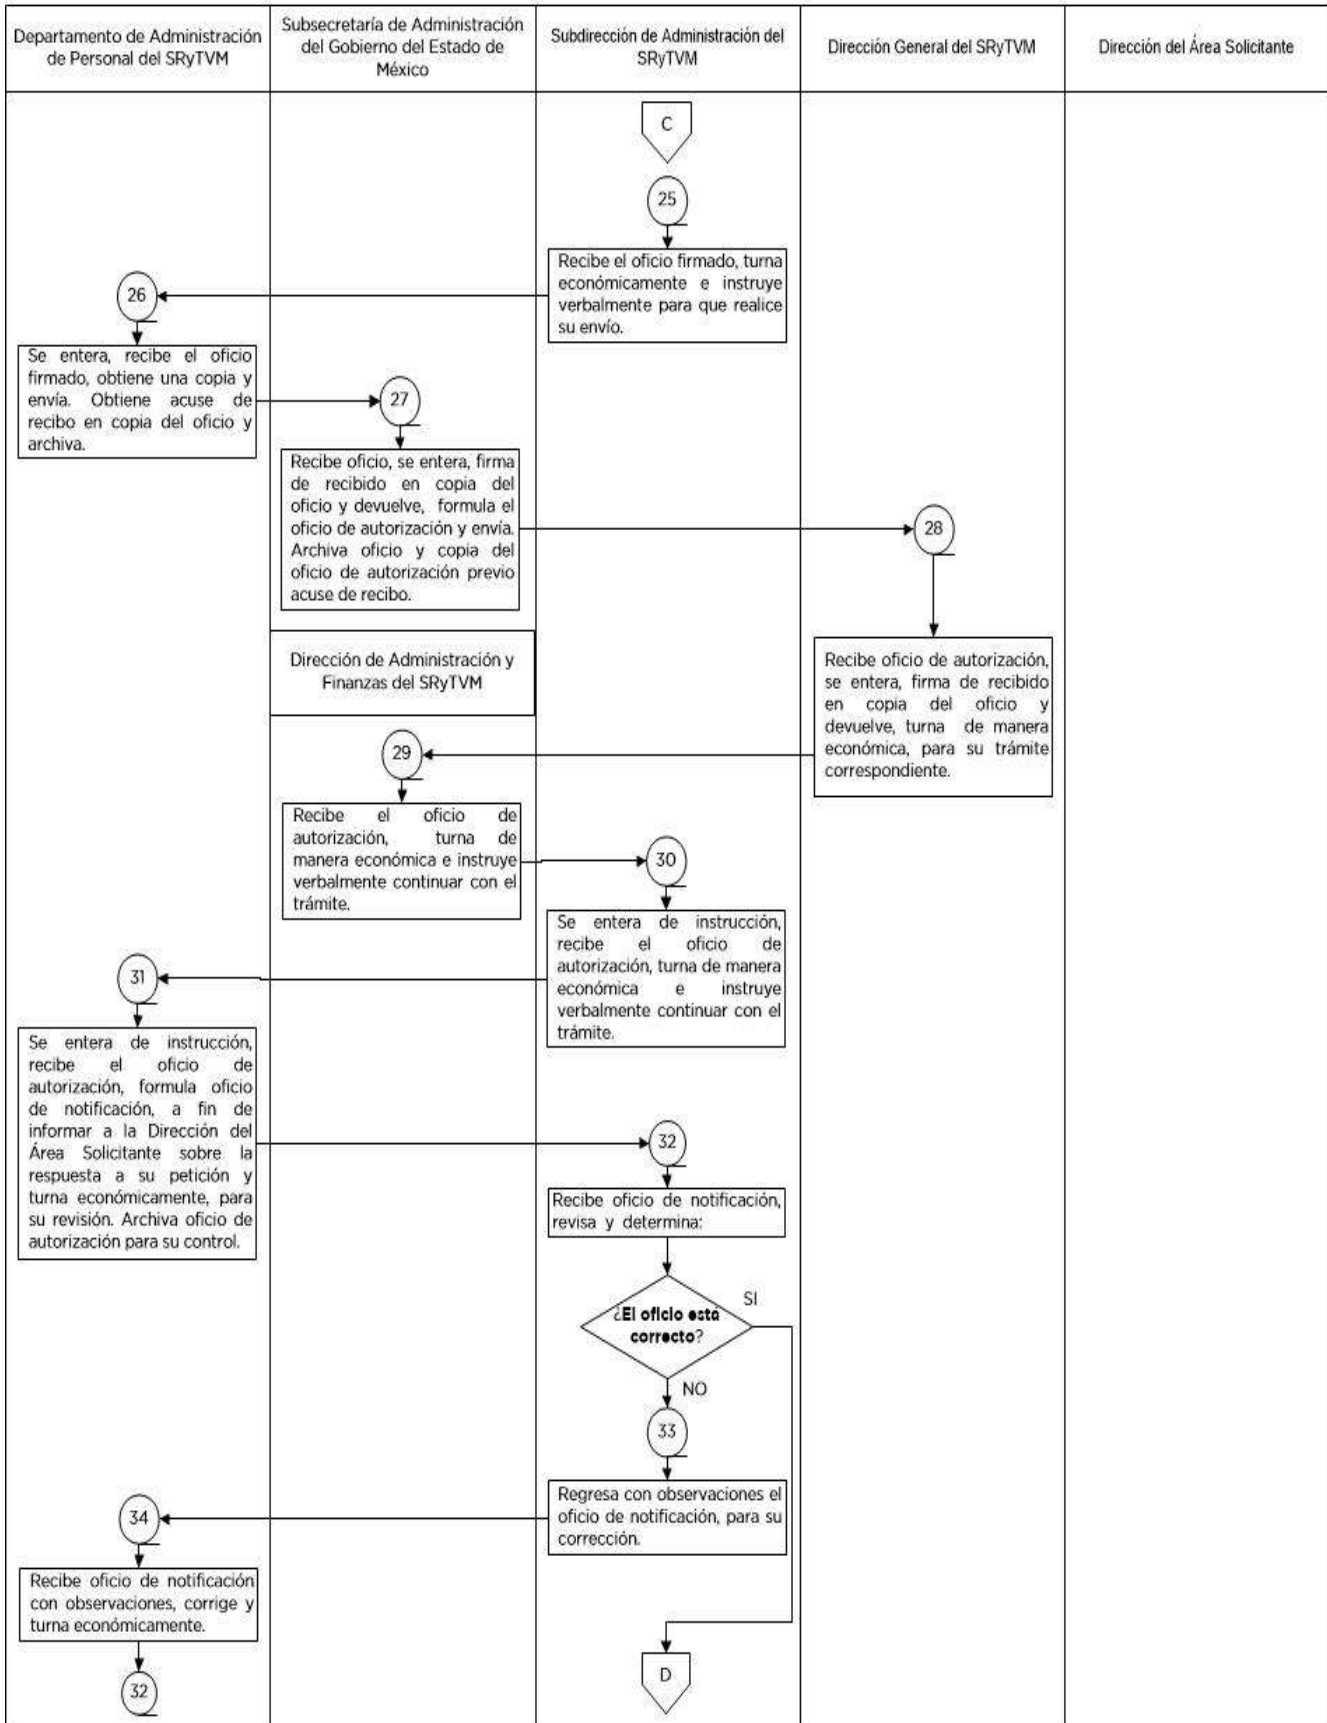 Departamento de Administración
de Personal del SRyTVM
Subsecretaría de Administración
del Gobierno del Estado de
México
Subdirección de Administración del
SRyTVM
Dirección General del SRyTVM
Dirección del Área Solicitante
C
25
Recibe el oficio firmado, turna
económicamente e instruye
verbalmente para que realice
su envío.
26
Se entera, recibe el oficio
firmado, obtiene una copia y
envía. Obtiene acuse de
recibo en copia del oficio y
archiva.
27
Recibe oficio, se entera, firma
de recibido en copia del
oficio y devuelve, formula el
oficio de autorización y envía.
Archiva oficio y copia del
oficio de autorización previo
acuse de recibo.
28
Recibe oficio de autorización,
se entera, firma de recibido
en copia del oficio y
devuelve, turna de manera
económica, para su trámite
correspondiente.
Dirección de Administración y
Finanzas del SRyTVM
29
Recibe el oficio de
autorización, turna de
manera económica e instruye
verbalmente continuar con el
trámite.
30
Se entera de instrucción,
recibe el oficio de
autorización, turna de manera
económica e instruye
verbalmente continuar con el
trámite.
31
Se entera de instrucción,
recibe el oficio de
autorización, formula oficio
de notificación, a fin de
informar a la Dirección del
Área Solicitante sobre la
respuesta a su petición y
turna económicamente, para
su revisión. Archiva oficio de
autorización para su control.
32
Recibe oficio de notificación,
revisa y determina:
¿El oficio está
correcto?
SI
NO
33
Regresa con observaciones el
oficio de notificación, para su
corrección.
34
Recibe oficio de notificación
con observaciones, corrige y
turna económicamente.
32
D